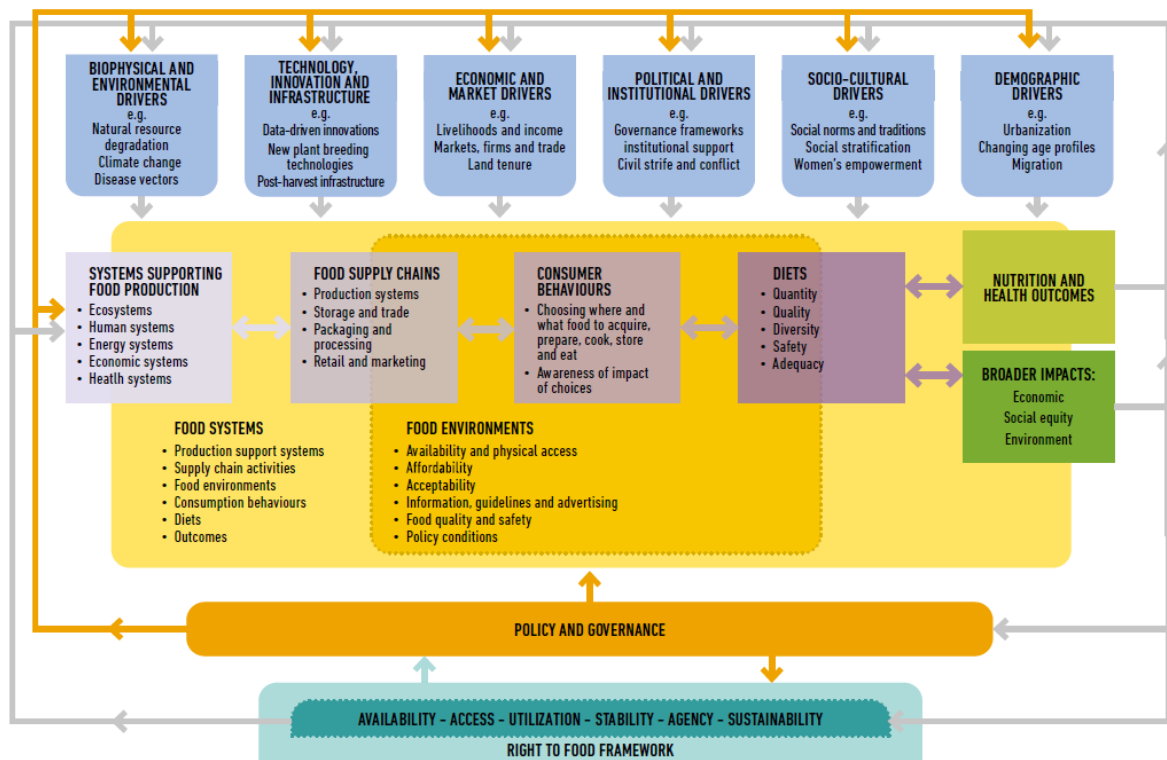 BIOPHYSICAL AND
ENVIRONMENTAL
DRIVERS
e.g.
Natural resource
degradation
Climate change
Disease vectors
TECHNOLOGY,
INNOVATION AND
INFRASTRUCTURE
e.g.
Data-driven innovations
New plant breeding
technologies
Post-harvest infrastructure
ECONOMIC AND
MARKET DRIVERS
e.g.
Livelihoods and income
Markets, firms and trade
Land tenure
POLITICAL AND
INSTITUTIONAL DRIVERS
e.g.
Governance frameworks
institutional support
Civil strife and conflict
SOCIO-CULTURAL
DRIVERS
e.g.
Social norms and traditions
Social stratification
Women's empowerment
DEMOGRAPHIC
DRIVERS
e.g.
Urbanization
Changing age profiles
Migration
SYSTEMS SUPPORTING
FOOD PRODUCTION
• Ecosystems
• Human systems
• Energy systems
• Economic systems
• Heatlh systems
FOOD SUPPLY CHAINS
• Production systems
• Storage and trade
• Packaging and
processing
• Retail and marketing
CONSUMER
BEHAVIOURS
• Choosing where and
what food to acquire,
prepare, cook, store
and eat
• Awareness of impact
of choices
DIETS
• Quantity
• Quality
• Diversity
• Safety
• Adequacy
NUTRITION AND
HEALTH OUTCOMES
BROADER IMPACTS:
Economic
Social equity
Environment
FOOD SYSTEMS
• Production support systems
• Supply chain activities
• Food environments
• Consumption behaviours
• Diets
• Outcomes
FOOD ENVIRONMENTS
• Availability and physical access
• Affordability
• Acceptability
• Information, guidelines and advertising
• Food quality and safety
• Policy conditions
POLICY AND GOVERNANCE
AVAILABILITY - ACCESS - UTILIZATION - STABILITY - AGENCY - SUSTAINABILITY
RIGHT TO FOOD FRAMEWORK